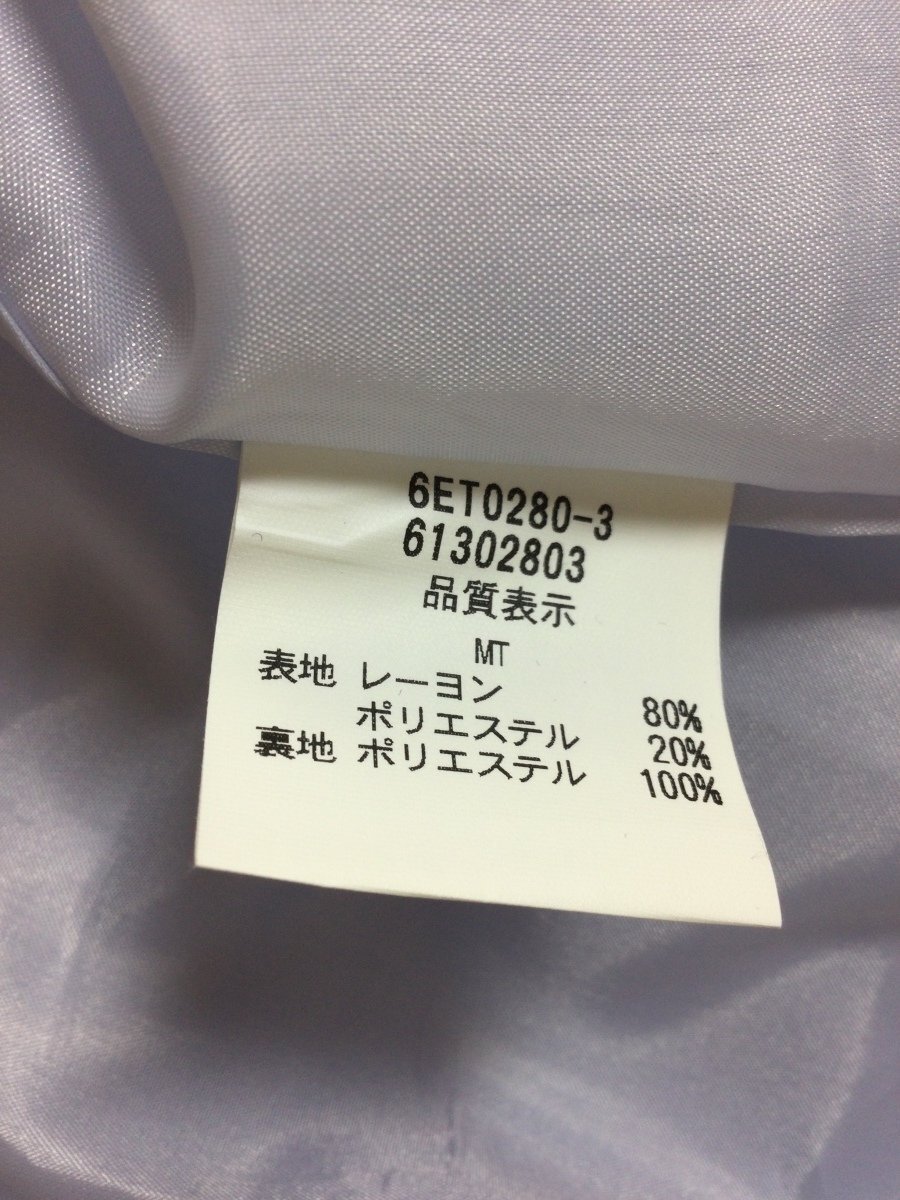 6ET0280-3
61302803
品質表示
MT
表地 レーヨン 80%
ポリエステル 20%
裏地 ポリエステル 100%